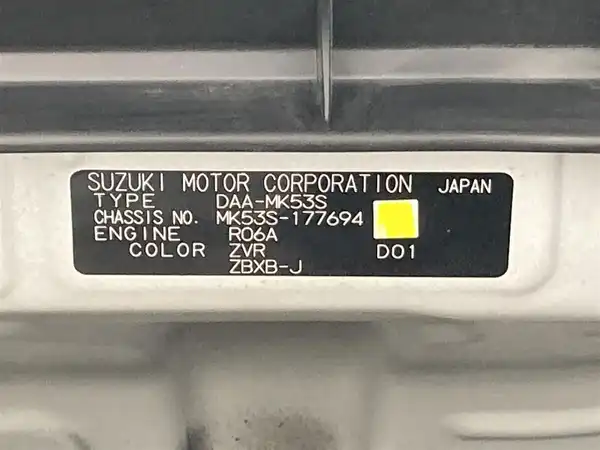 SUZUKI MOTOR CORPORATION JAPAN
TYPE DAA-MK53S
CHASSIS NO. MK53S-177694
ENGINE R06A
COLOR ZVR D01
ZBXB-J